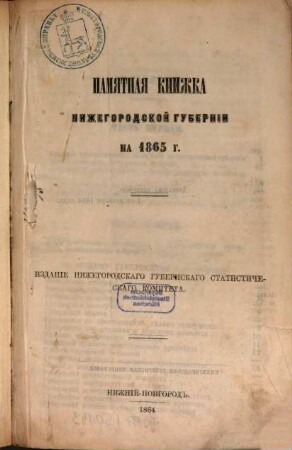 ПАМЯТНАЯ КНИЖКА
НИЖЕГОРОДСКОЙ ГУБЕРНІИ
НА 1865 Г.
ИЗДАНІЕ НИЖЕГОРОДСКАГО ГУБЕРНСКАГО СТАТИСТИЧЕ-
СКАГО КОМИТЕТА.
НИЖНІЙ-НОВГОРОДЪ.
1864